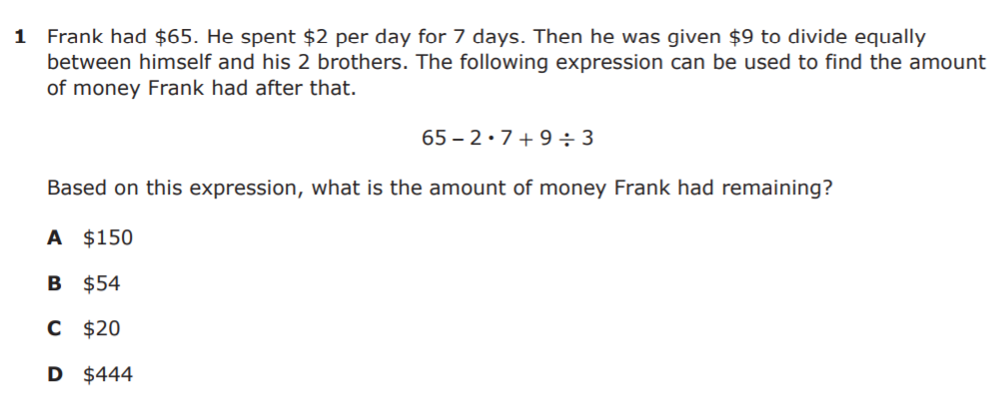 1 Frank had $65. He spent $2 per day for 7 days. Then he was given $9 to divide equally
between himself and his 2 brothers. The following expression can be used to find the amount
of money Frank had after that.
65 – 2 • 7 + 9 ÷ 3
Based on this expression, what is the amount of money Frank had remaining?
A $150
B $54
C $20
D $444